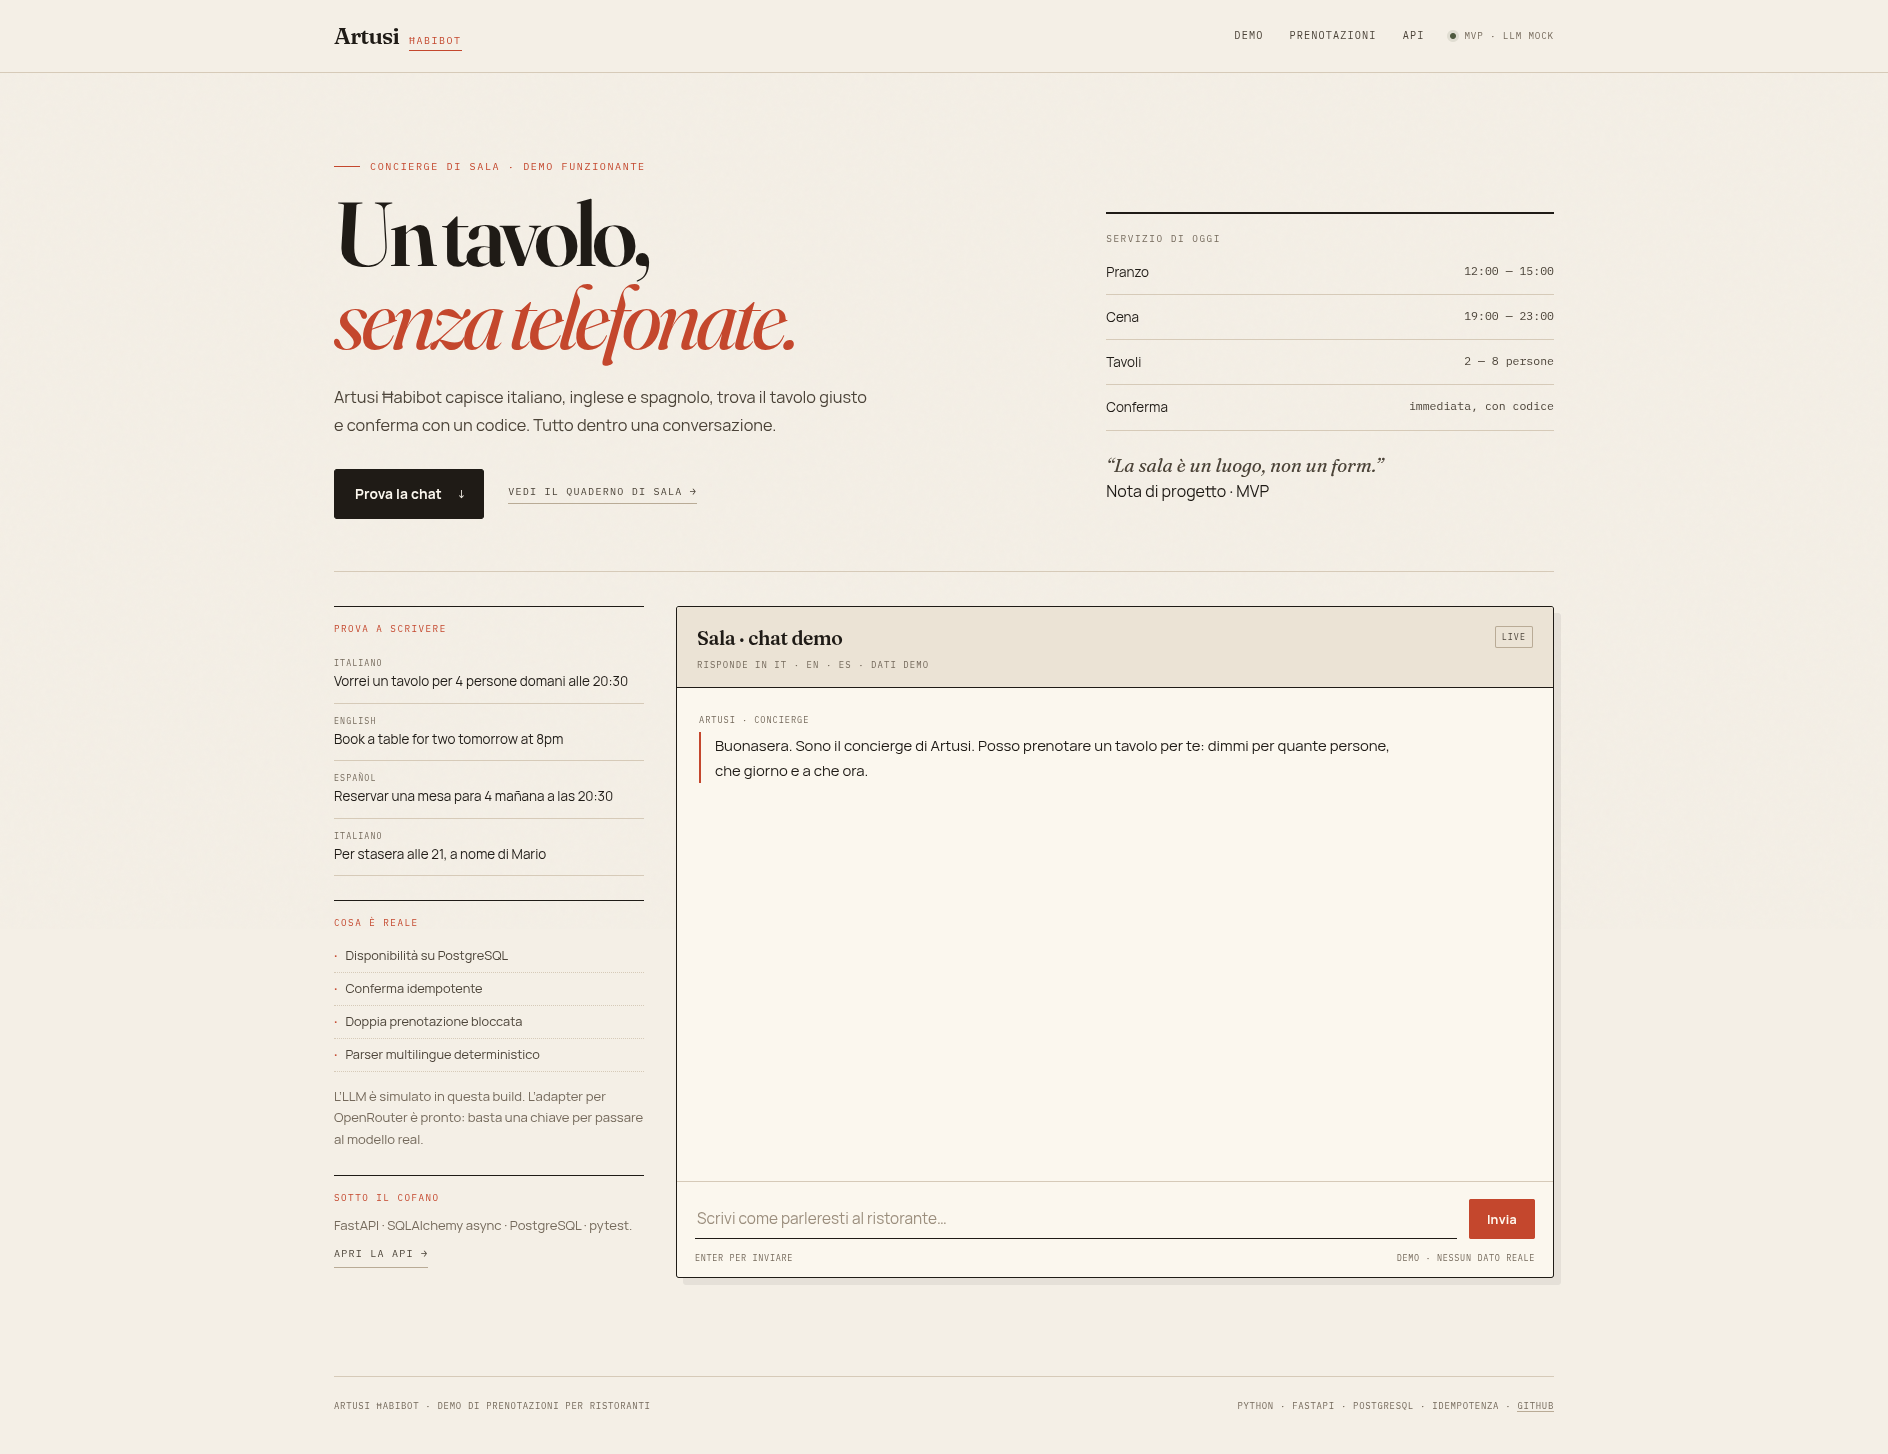 Artusi ĦABIBOT
DEMO PRENOTAZIONI API MVP · LLM MOCK
CONCIERGE DI SALA · DEMO FUNZIONANTE
Un tavolo,
senza telefonate.
Artusi Ħabibot capisce italiano, inglese e spagnolo, trova il tavolo giusto
e conferma con un codice. Tutto dentro una conversazione.
Prova la chat ↓
VEDI IL QUADERNO DI SALA →
SERVIZIO DI OGGI
Pranzo 12:00 — 15:00
Cena 19:00 — 23:00
Tavoli 2 — 8 persone
Conferma immediata, con codice
“La sala è un luogo, non un form.”
Nota di progetto · MVP
PROVA A SCRIVERE
ITALIANO
Vorrei un tavolo per 4 persone domani alle 20:30
ENGLISH
Book a table for two tomorrow at 8pm
ESPAÑOL
Reservar una mesa para 4 mañana a las 20:30
ITALIANO
Per stasera alle 21, a nome di Mario
COSA È REALE
· Disponibilità su PostgreSQL
· Conferma idempotente
· Doppia prenotazione bloccata
· Parser multilingue deterministico
L'LLM è simulato in questa build. L'adapter per
OpenRouter è pronto: basta una chiave per passare
al modello real.
SOTTO IL COFANO
FastAPI · SQLAlchemy async · PostgreSQL · pytest.
APRI LA API →
Sala · chat demo
LIVE
RISPONDE IN IT · EN · ES · DATI DEMO
ARTUSI · CONCIERGE
Buonasera. Sono il concierge di Artusi. Posso prenotare un tavolo per te: dimmi per quante persone,
che giorno e a che ora.
Scrivi come parleresti al ristorante…
Invia
ENTER PER INVIARE
DEMO · NESSUN DATO REALE
ARTUSI ĦABIBOT · DEMO DI PRENOTAZIONI PER RISTORANTI
PYTHON · FASTAPI · POSTGRESQL · IDEMPOTENZA · GITHUB